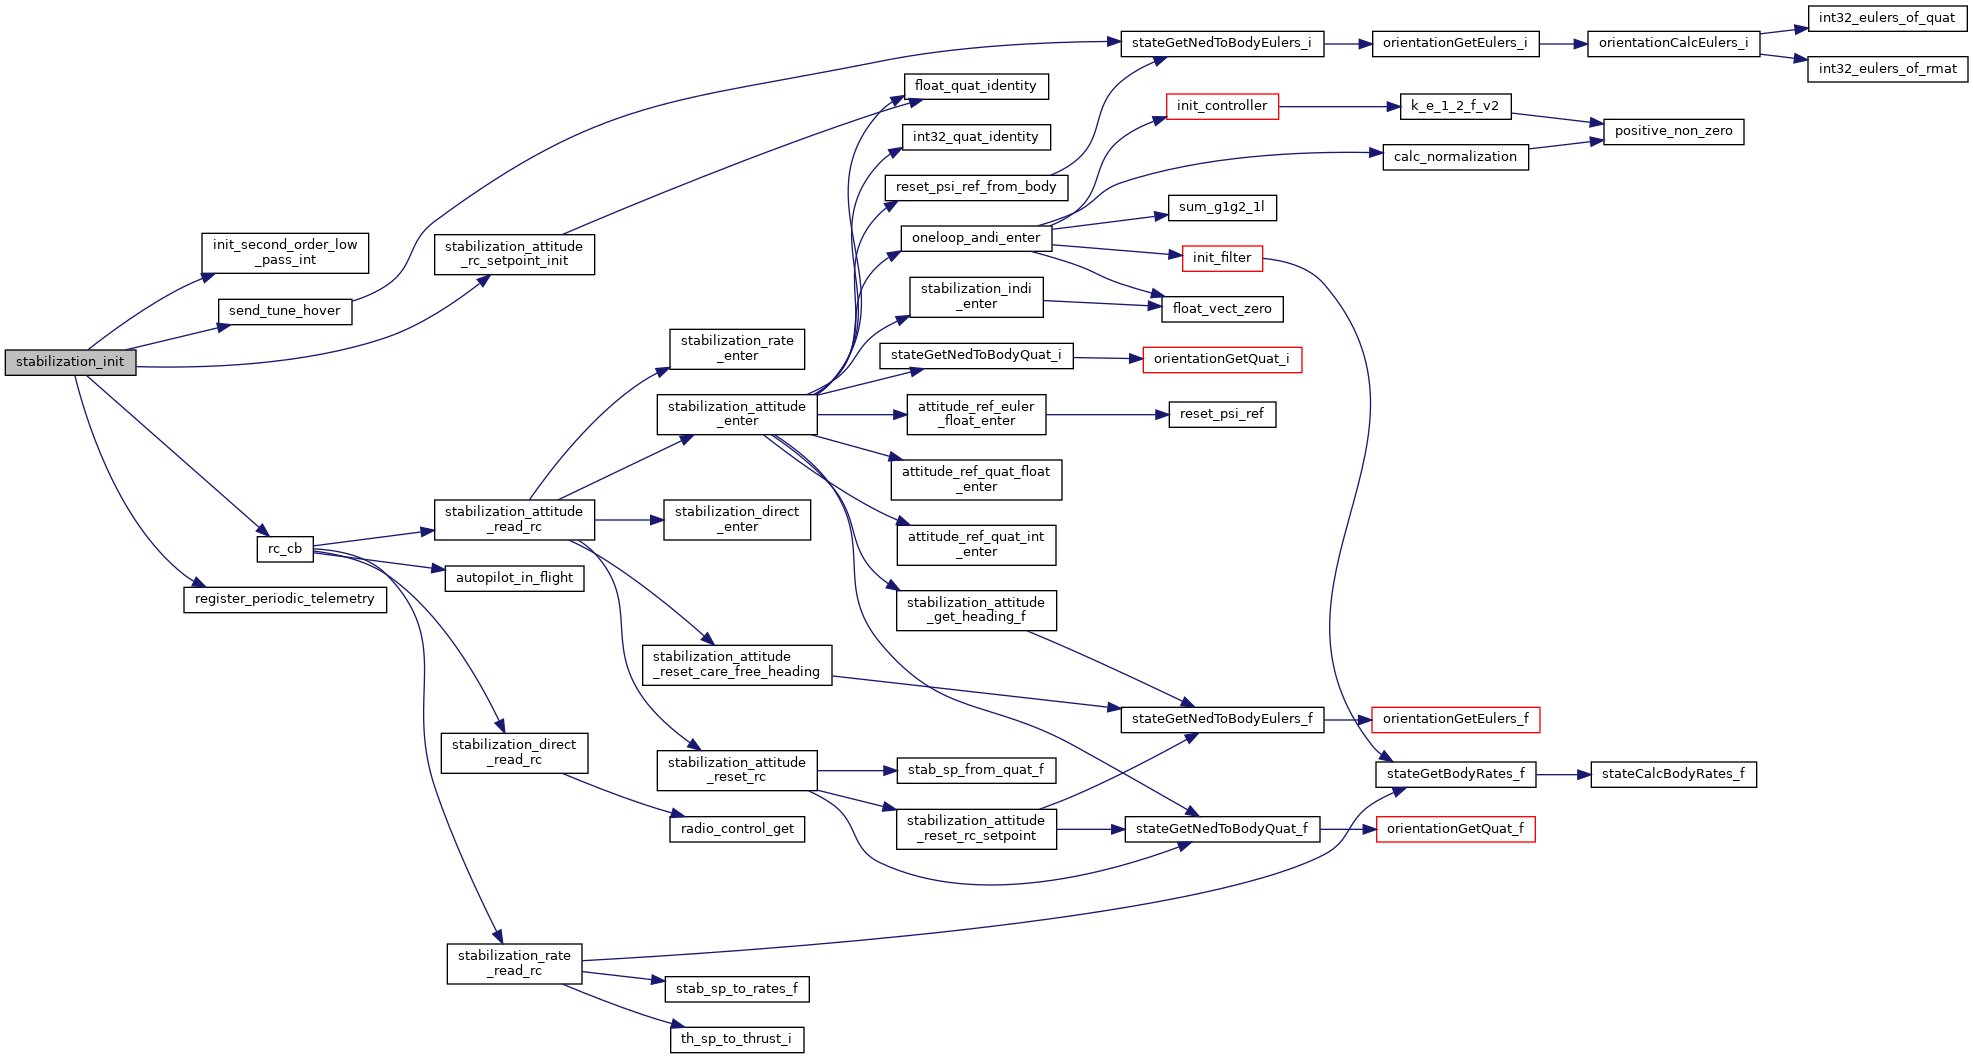 stabilization_init
init_second_order_low
_pass_int
send_tune_hover
rc_cb
register_periodic_telemetry
stabilization_attitude
_rc_setpoint_init
stabilization_attitude
_read_rc
autopilot_in_flight
stabilization_direct
_read_rc
stabilization_rate
_read_rc
stabilization_rate
_enter
stabilization_attitude
_enter
stabilization_direct
_enter
stabilization_attitude
_reset_care_free_heading
stabilization_attitude
_reset_rc
radio_control_get
stab_sp_to_rates_f
th_sp_to_thrust_i
float_quat_identity
int32_quat_identity
reset_psi_ref_from_body
oneloop_andi_enter
stabilization_indi
_enter
stateGetNedToBodyQuat_i
attitude_ref_euler
_float_enter
attitude_ref_quat_float
_enter
attitude_ref_quat_int
_enter
stabilization_attitude
_get_heading_f
stab_sp_from_quat_f
stabilization_attitude
_reset_rc_setpoint
stateGetNedToBodyEulers_i
init_controller
sum_g1g2_1l
init_filter
float_vect_zero
orientationGetQuat_i
reset_psi_ref
stateGetNedToBodyEulers_f
stateGetNedToBodyQuat_f
orientationGetEulers_i
k_e_1_2_f_v2
calc_normalization
orientationGetEulers_f
stateGetBodyRates_f
orientationGetQuat_f
orientationCalcEulers_i
positive_non_zero
stateCalcBodyRates_f
int32_eulers_of_quat
int32_eulers_of_rmat